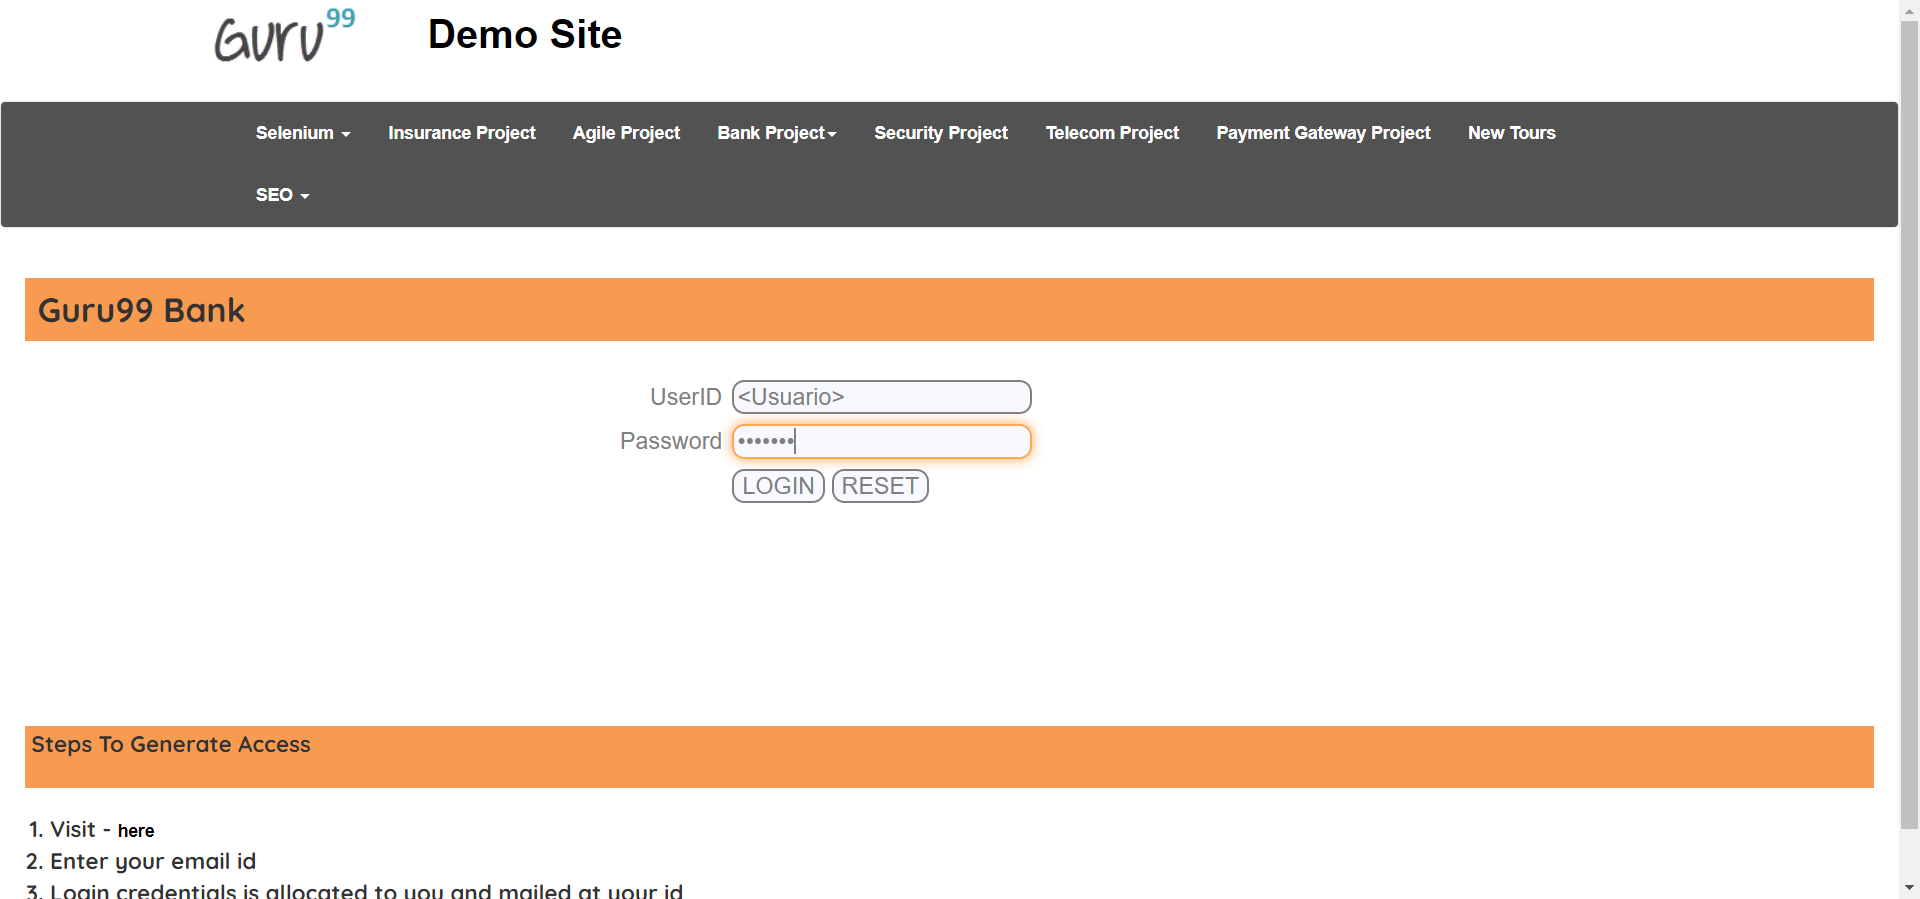 Guru99
Demo Site
Selenium Insurance Project Agile Project Bank Project Security Project Telecom Project Payment Gateway Project New Tours
SEO
Guru99 Bank
UserID <Usuario>
Password •••••••
LOGIN RESET
Steps To Generate Access
1. Visit - here
2. Enter your email id
3. Login credentials is allocated to you and mailed at your id